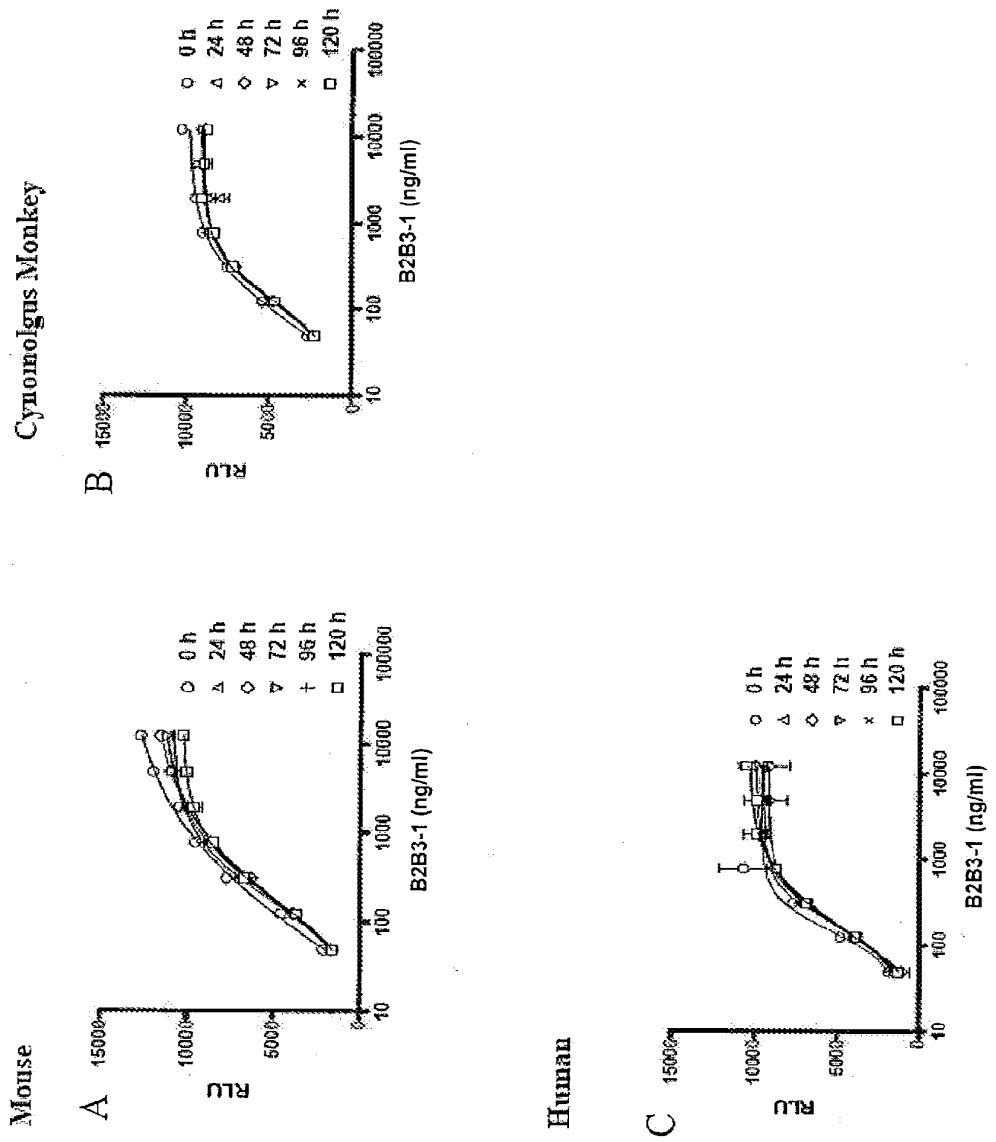 Mouse
A
15000
10000
5000
0
RLU
10
100
1000
10000
100000
B2B3-1 (ng/ml)
0 h
24 h
48 h
72 h
96 h
120 h
Cynomolgus Monkey
B
15000
10000
5000
0
RLU
10
100
1000
10000
100000
B2B3-1 (ng/ml)
0 h
24 h
48 h
72 h
96 h
120 h
Human
C
15000
10000
5000
0
RLU
10
100
1000
10000
100000
B2B3-1 (ng/ml)
0 h
24 h
48 h
72 h
96 h
120 h